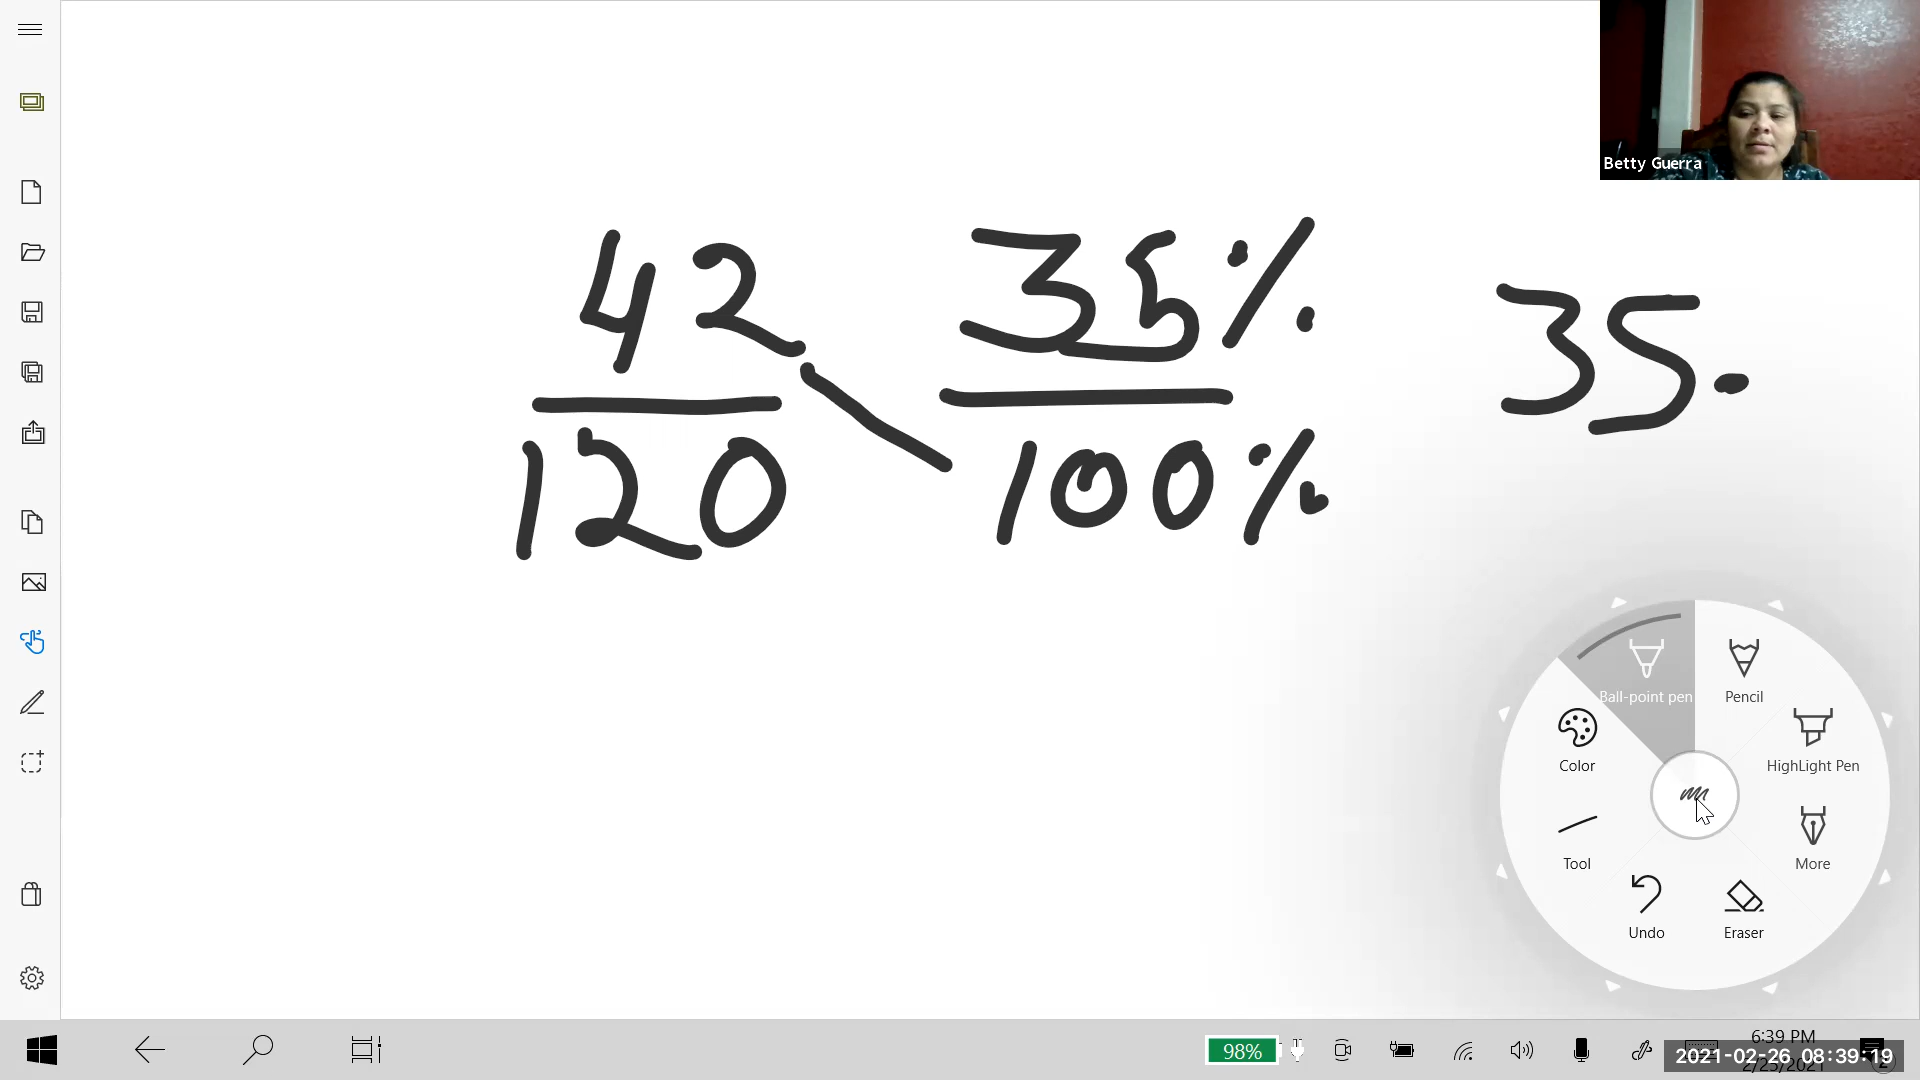 Betty Guerra
42 35% 35.
120 100%
Ball-point pen Pencil
Color HighLight Pen
Tool More
Undo Eraser
98% 6:39 PM
2021-02-26 08:39:19